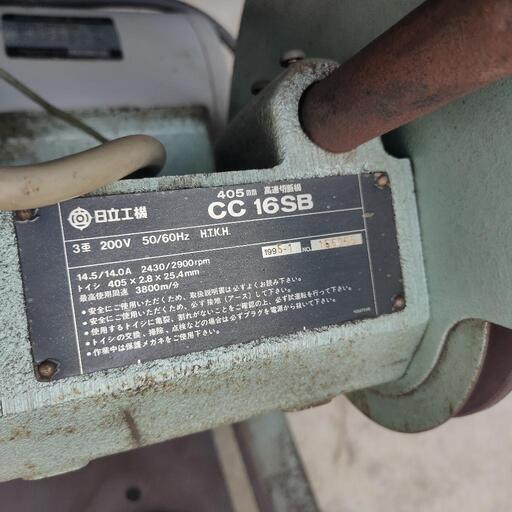 405㎜ 高速切断機
日立工機 CC 16SB
3重 200V 50/60Hz H.T.K.H.
14.5/14.0A 2430/2900rpm
1995-1 NO.
トイシ 405×2.8×25.4mm
最高使用周速 3800m/分
•安全にご使用いただくため、取扱説明書は必ずよくお読み下さい。
•安全にご使用いただくため、必ず接地(アース)して下さい。
•使用するトイシに亀裂、割れがないことをご確認の上、必ず試運転を行って下さい。
•トイシの交換、掃除、点検などの場合は必ずプラグを電源から抜いて下さい。
•作業中は保護メガネをご使用下さい。